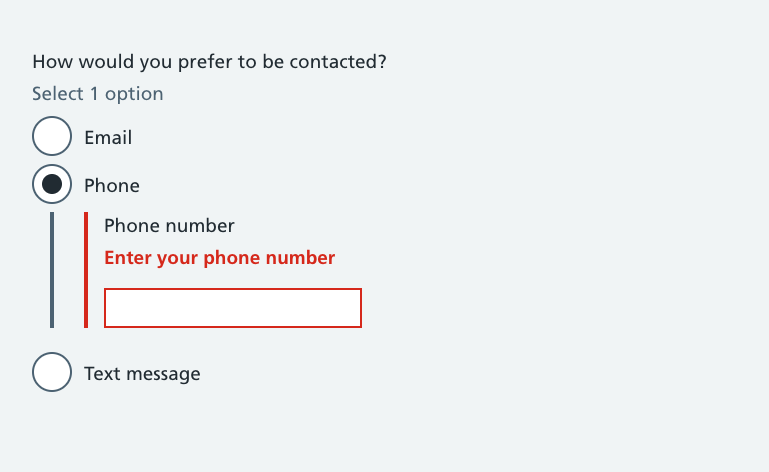 How would you prefer to be contacted?
Select 1 option
Email
Phone
Phone number
Enter your phone number
Text message